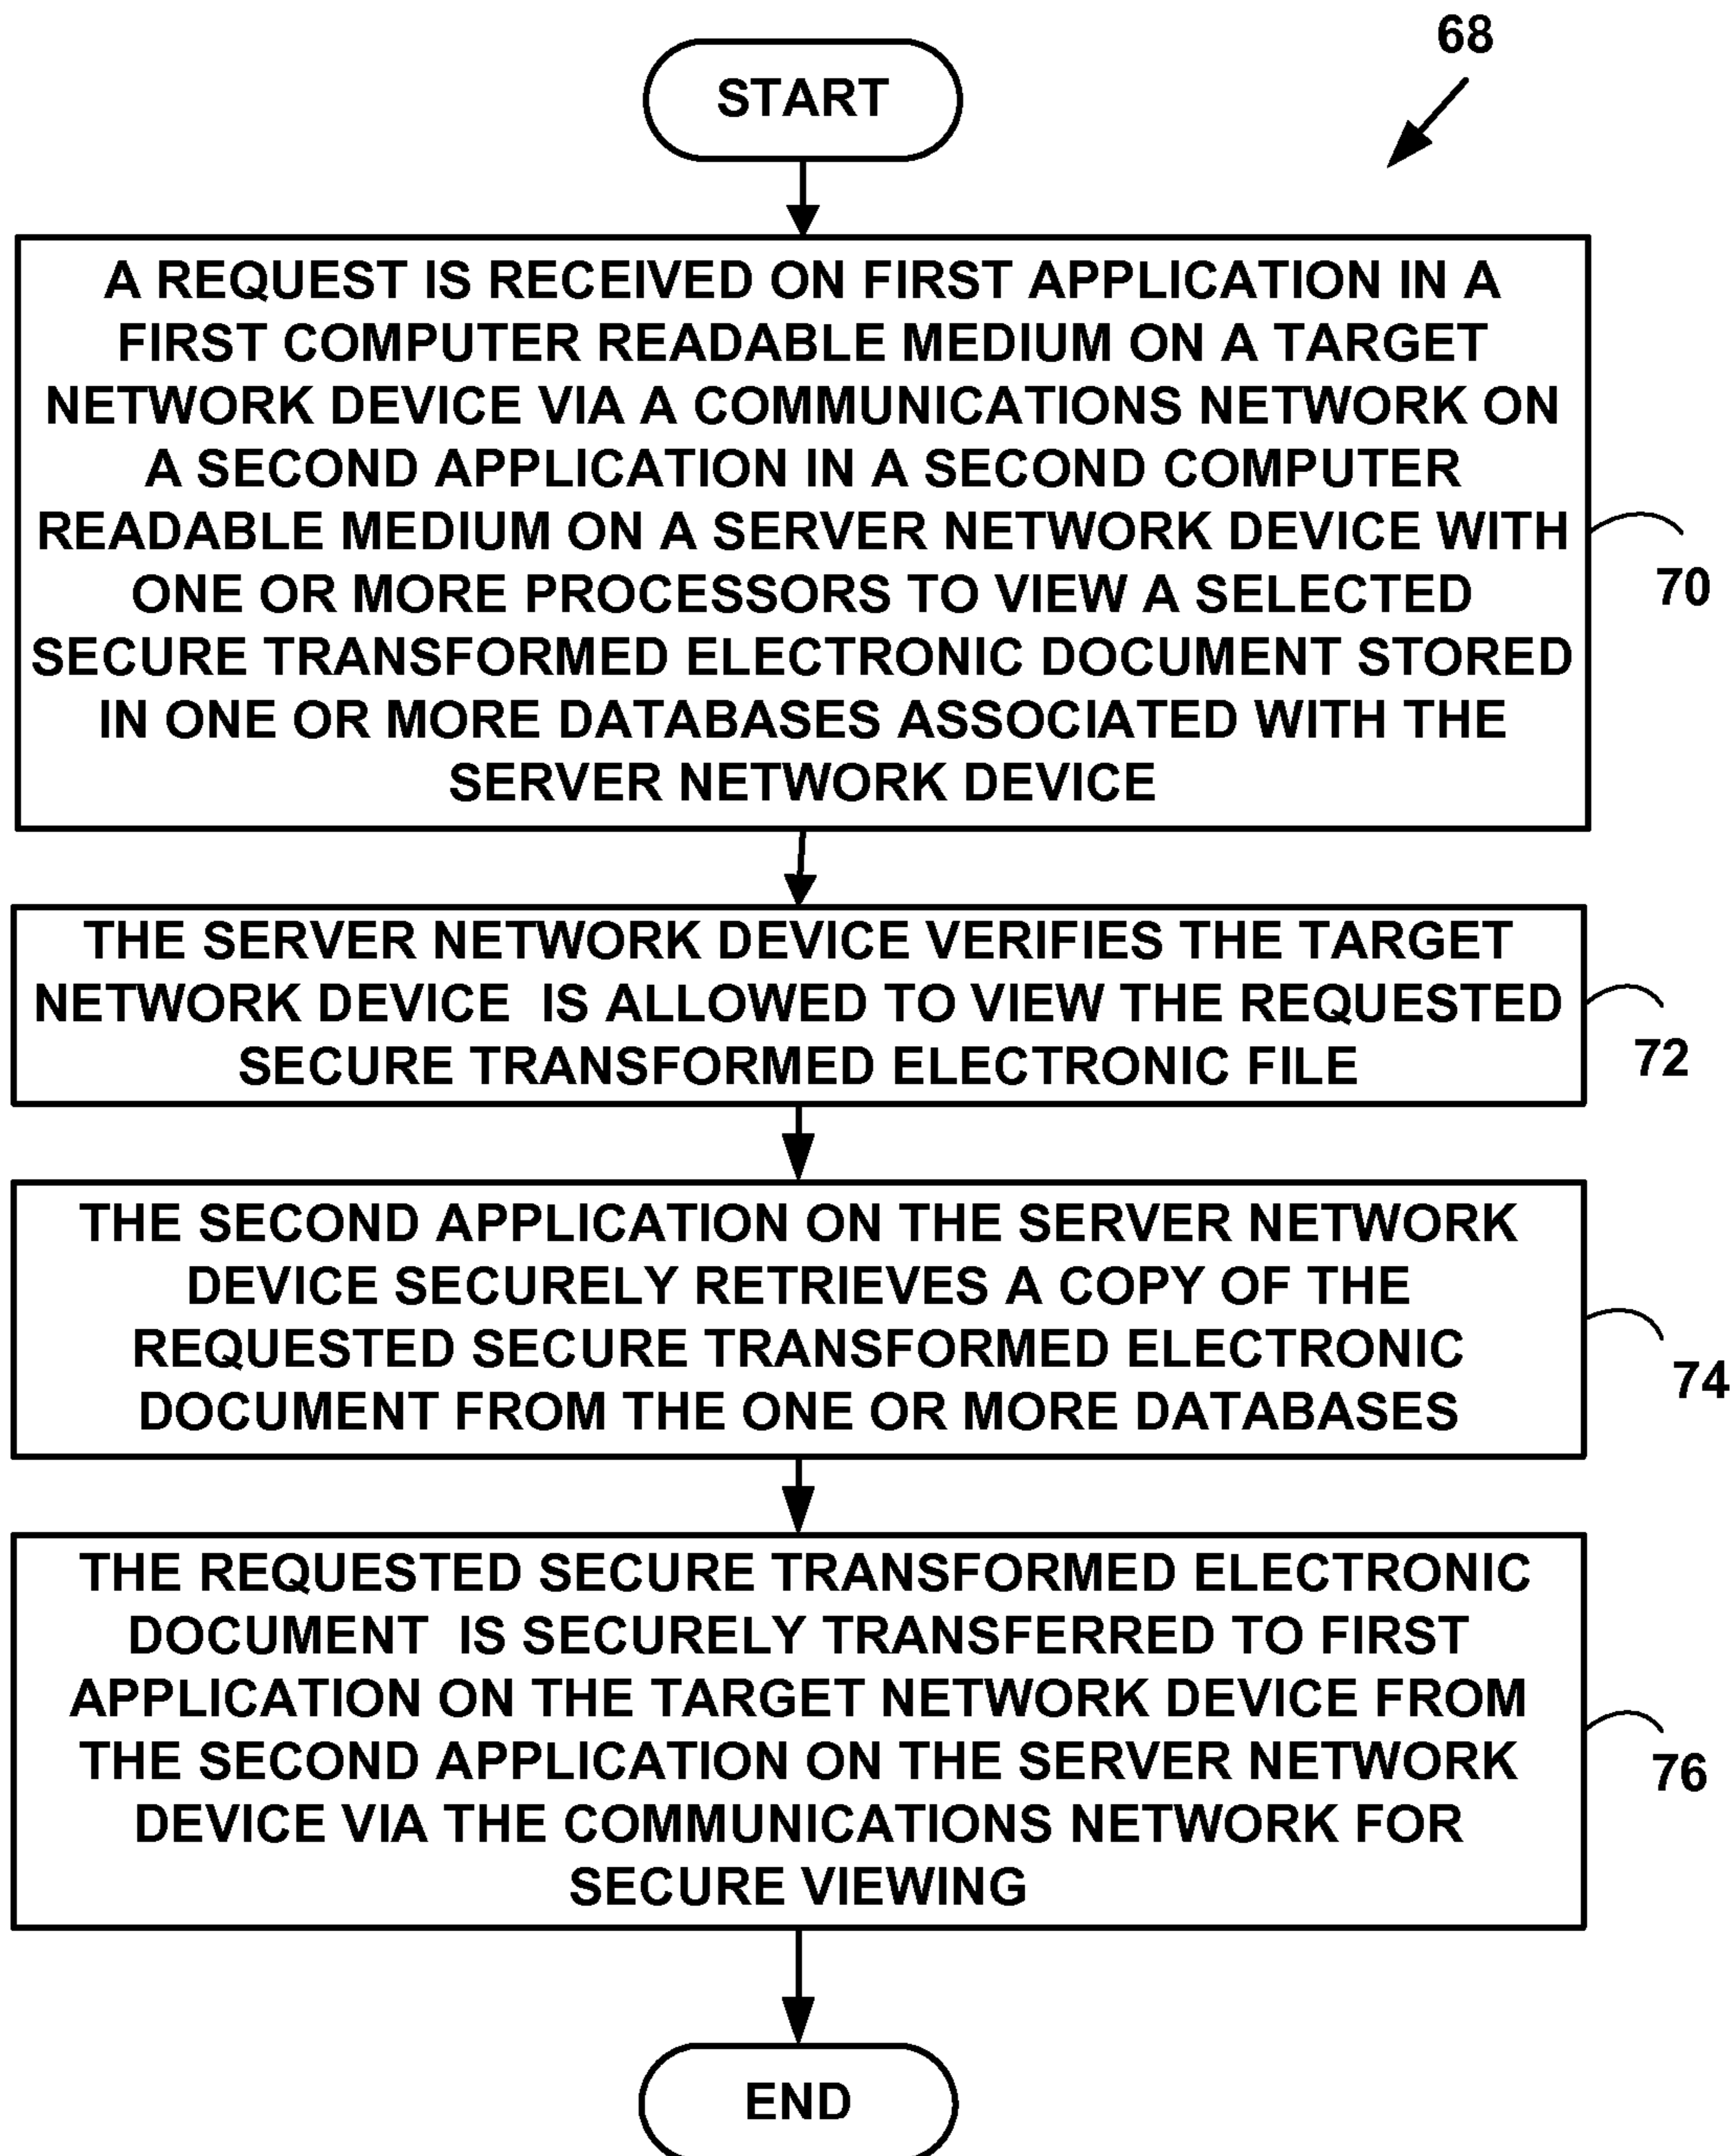 68
START
A REQUEST IS RECEIVED ON FIRST APPLICATION IN A
FIRST COMPUTER READABLE MEDIUM ON A TARGET
NETWORK DEVICE VIA A COMMUNICATIONS NETWORK ON
A SECOND APPLICATION IN A SECOND COMPUTER
READABLE MEDIUM ON A SERVER NETWORK DEVICE WITH
ONE OR MORE PROCESSORS TO VIEW A SELECTED
SECURE TRANSFORMED ELECTRONIC DOCUMENT STORED
IN ONE OR MORE DATABASES ASSOCIATED WITH THE
SERVER NETWORK DEVICE
70
THE SERVER NETWORK DEVICE VERIFIES THE TARGET
NETWORK DEVICE IS ALLOWED TO VIEW THE REQUESTED
SECURE TRANSFORMED ELECTRONIC FILE
72
THE SECOND APPLICATION ON THE SERVER NETWORK
DEVICE SECURELY RETRIEVES A COPY OF THE
REQUESTED SECURE TRANSFORMED ELECTRONIC
DOCUMENT FROM THE ONE OR MORE DATABASES
74
THE REQUESTED SECURE TRANSFORMED ELECTRONIC
DOCUMENT IS SECURELY TRANSFERRED TO FIRST
APPLICATION ON THE TARGET NETWORK DEVICE FROM
THE SECOND APPLICATION ON THE SERVER NETWORK
DEVICE VIA THE COMMUNICATIONS NETWORK FOR
SECURE VIEWING
76
END